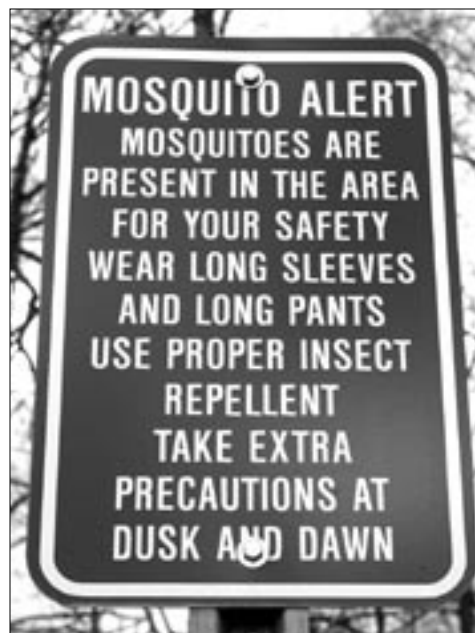 MOSQUITO ALERT
MOSQUITOES ARE
PRESENT IN THE AREA
FOR YOUR SAFETY
WEAR LONG SLEEVES
AND LONG PANTS
USE PROPER INSECT
REPELLENT
TAKE EXTRA
PRECAUTIONS AT
DUSK AND DAWN